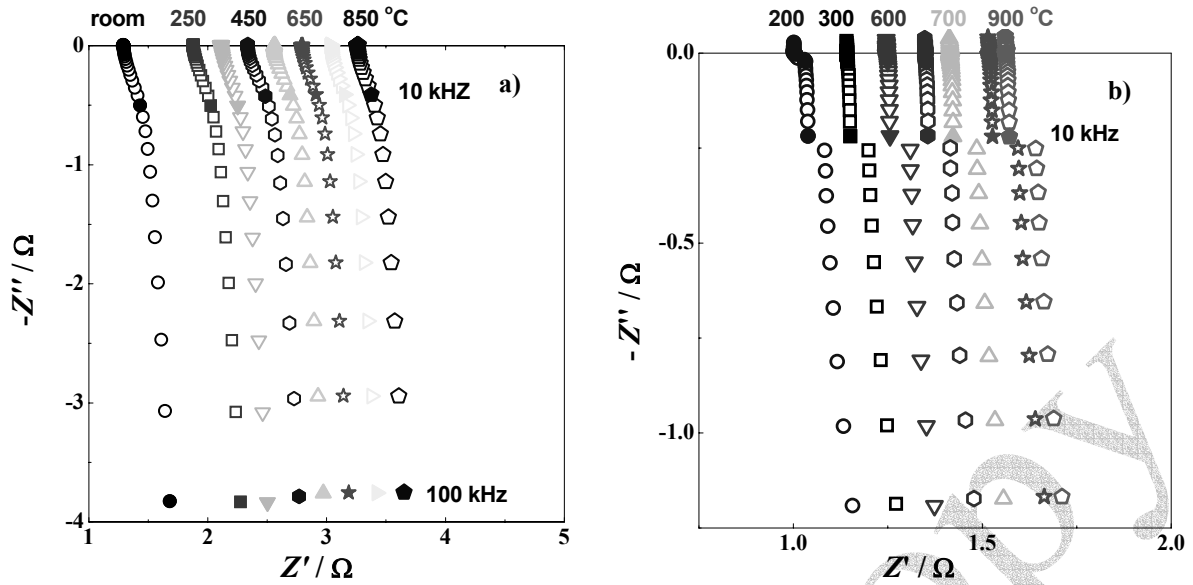 room 250 450 650 850 °C
0
-1
-2
-3
-4
10 kHZ
a)
100 kHz
1 2 3 4 5
Z' / Ω
-Z'' / Ω
200 300 600 700 900 °C
0.0
-0.5
-1.0
b)
10 kHz
1.0 1.5 2.0
Z' / Ω
- Z'' / Ω
opy